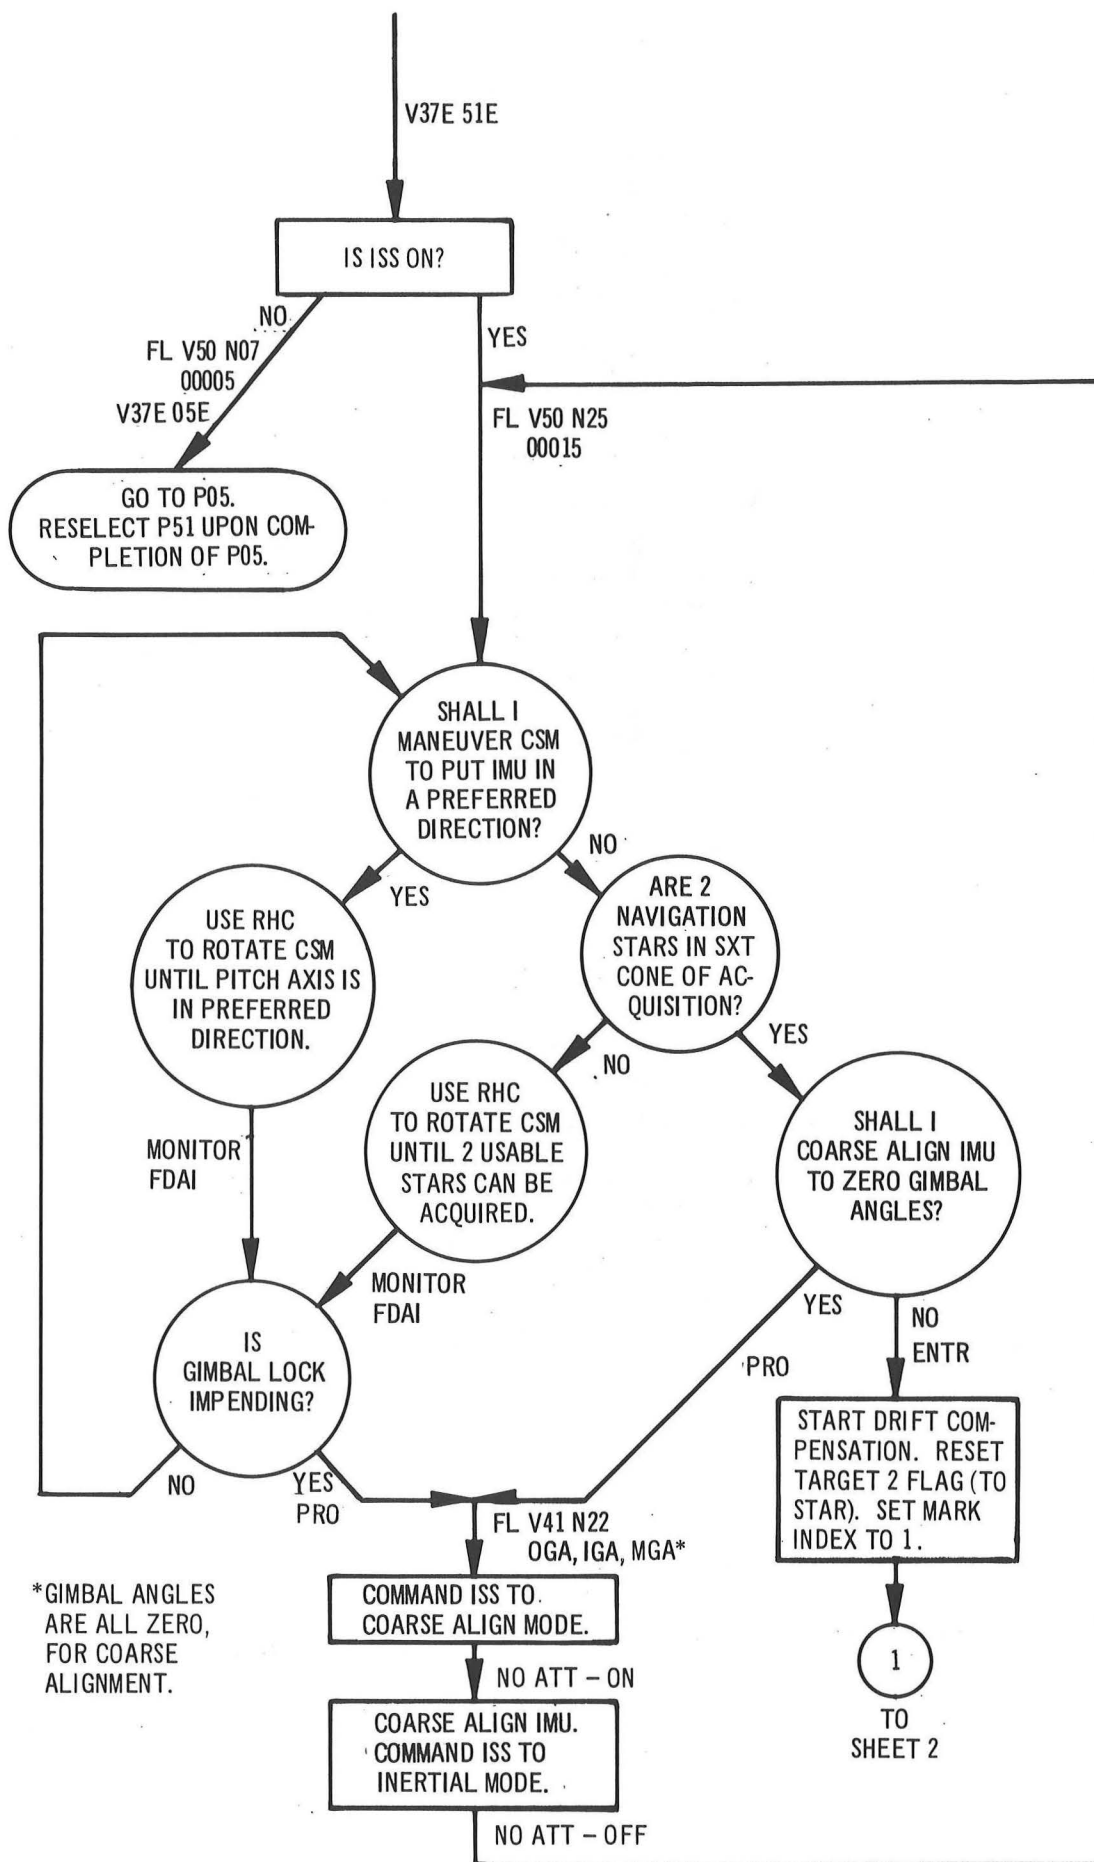 V37E 51E
IS ISS ON?
NO
FL V50 N07
00005
V37E 05E
YES
FL V50 N25
00015
GO TO P05.
RESELECT P51 UPON COM-
PLETION OF P05.
SHALL I
MANEUVER CSM
TO PUT IMU IN
A PREFERRED
DIRECTION?
YES
NO
USE RHC
TO ROTATE CSM
UNTIL PITCH AXIS IS
IN PREFERRED
DIRECTION.
ARE 2
NAVIGATION
STARS IN SXT
CONE OF AC-
QUISITION?
NO
YES
MONITOR
FDAI
USE RHC
TO ROTATE CSM
UNTIL 2 USABLE
STARS CAN BE
ACQUIRED.
SHALL I
COARSE ALIGN IMU
TO ZERO GIMBAL
ANGLES?
MONITOR
FDAI
IS
GIMBAL LOCK
IMPENDING?
YES
PRO
NO
ENTR
NO
YES
PRO
START DRIFT COM-
PENSATION. RESET
TARGET 2 FLAG (TO
STAR). SET MARK
INDEX TO 1.
FL V41 N22
OGA, IGA, MGA*
*GIMBAL ANGLES
ARE ALL ZERO,
FOR COARSE
ALIGNMENT.
COMMAND ISS TO
COARSE ALIGN MODE.
NO ATT – ON
COARSE ALIGN IMU.
COMMAND ISS TO
INERTIAL MODE.
NO ATT – OFF
1
TO
SHEET 2